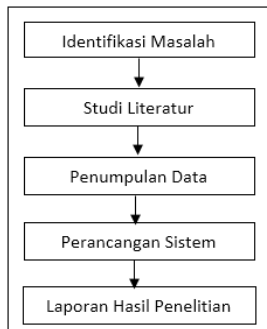 Identifikasi Masalah
Studi Literatur
Penumpulan Data
Perancangan Sistem
Laporan Hasil Penelitian